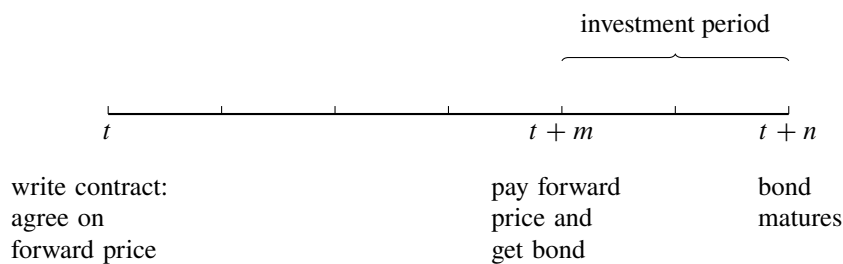 investment period
t
t + m
t + n
write contract:
agree on
forward price
pay forward
price and
get bond
bond
matures